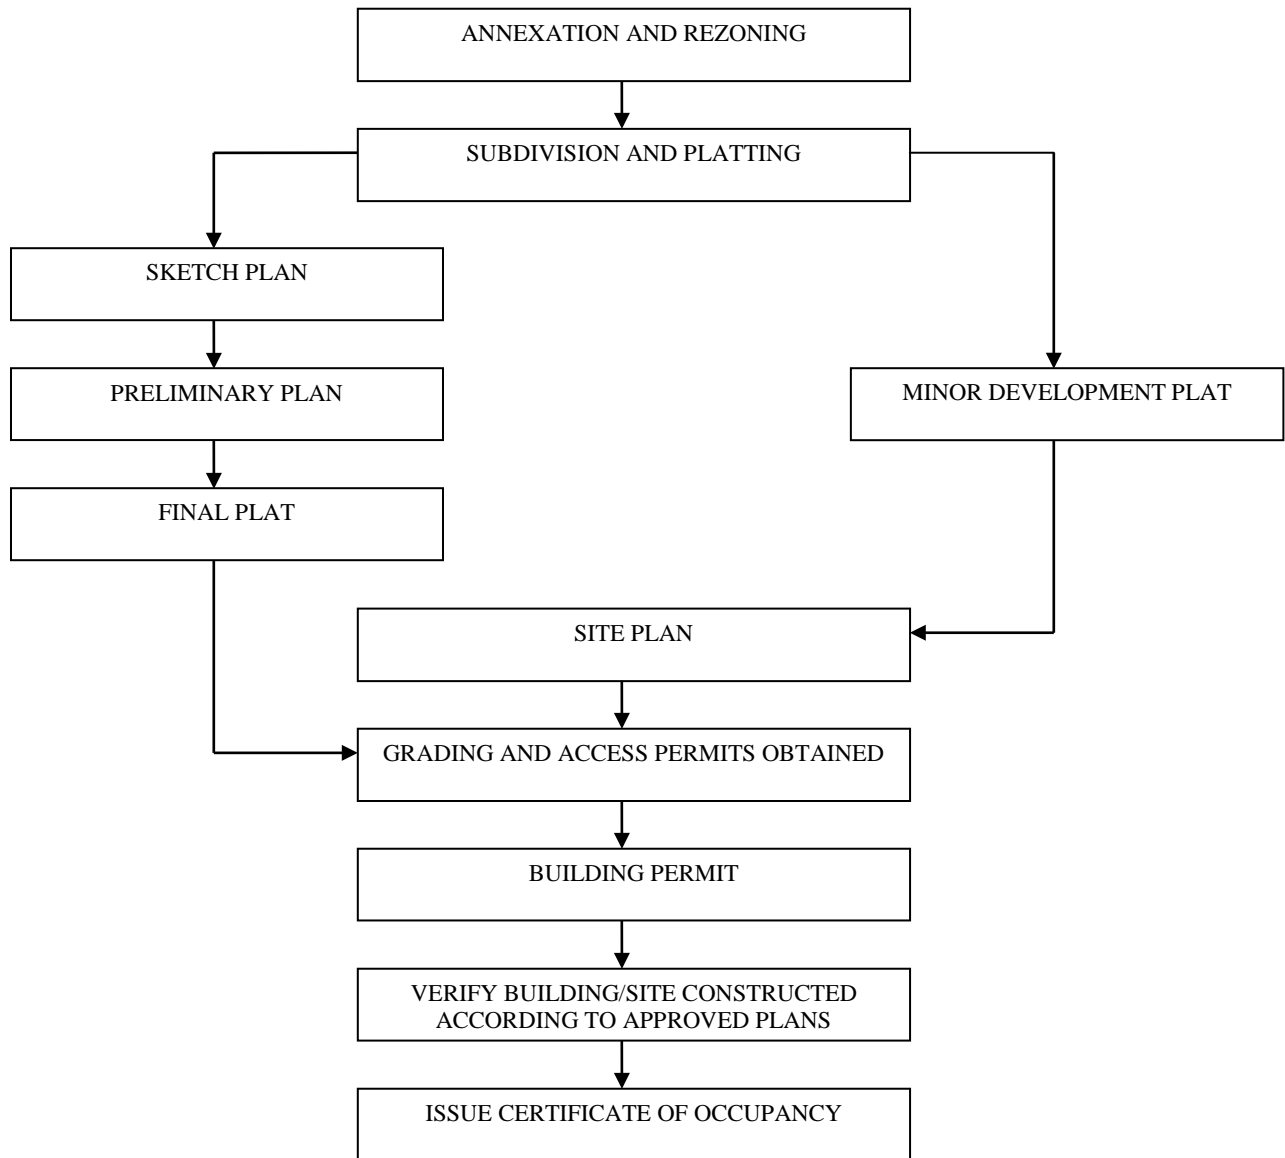 ANNEXATION AND REZONING
SUBDIVISION AND PLATTING
SKETCH PLAN
PRELIMINARY PLAN
MINOR DEVELOPMENT PLAT
FINAL PLAT
SITE PLAN
GRADING AND ACCESS PERMITS OBTAINED
BUILDING PERMIT
VERIFY BUILDING/SITE CONSTRUCTED
ACCORDING TO APPROVED PLANS
ISSUE CERTIFICATE OF OCCUPANCY